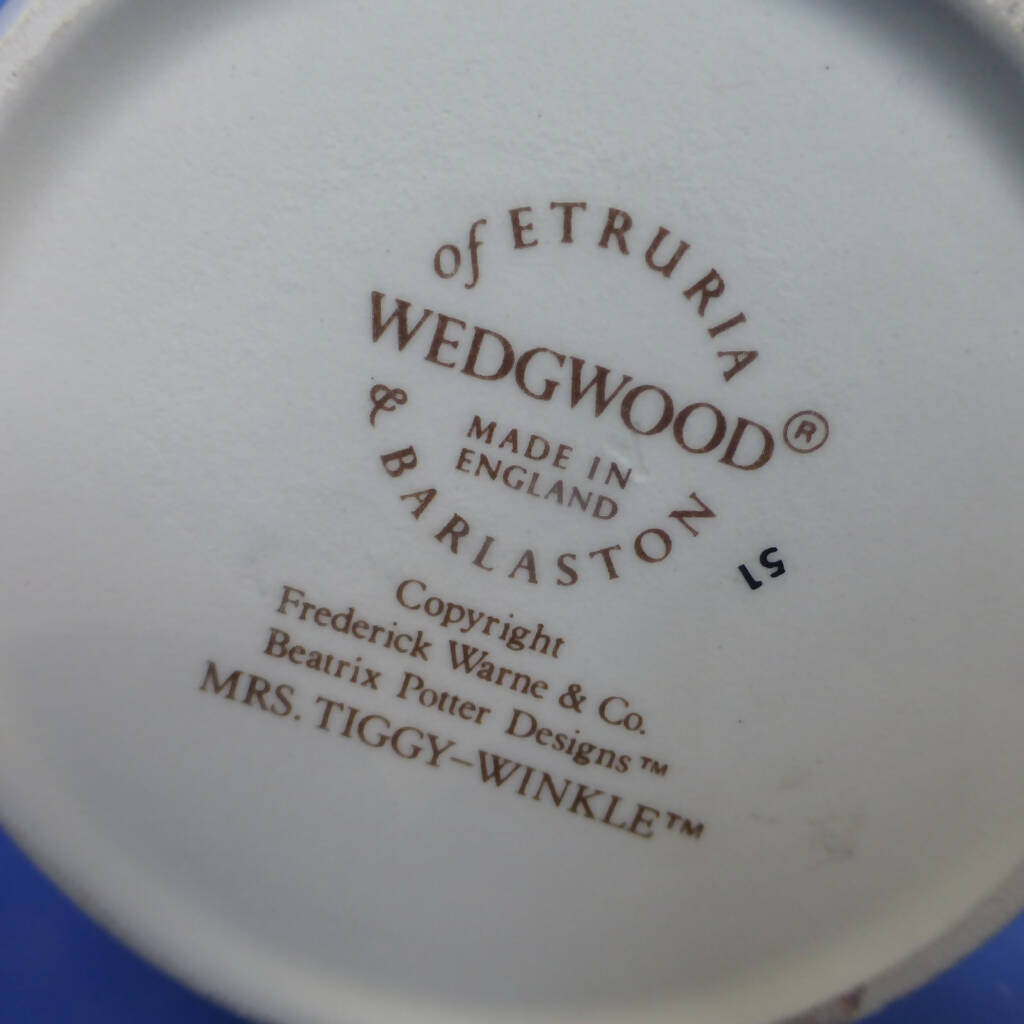 of ETRURIA
WEDGWOOD®
MADE IN
ENGLAND
& BARLASTON
51
Copyright
Frederick Warne & Co.
Beatrix Potter Designs™
MRS. TIGGY-WINKLE™